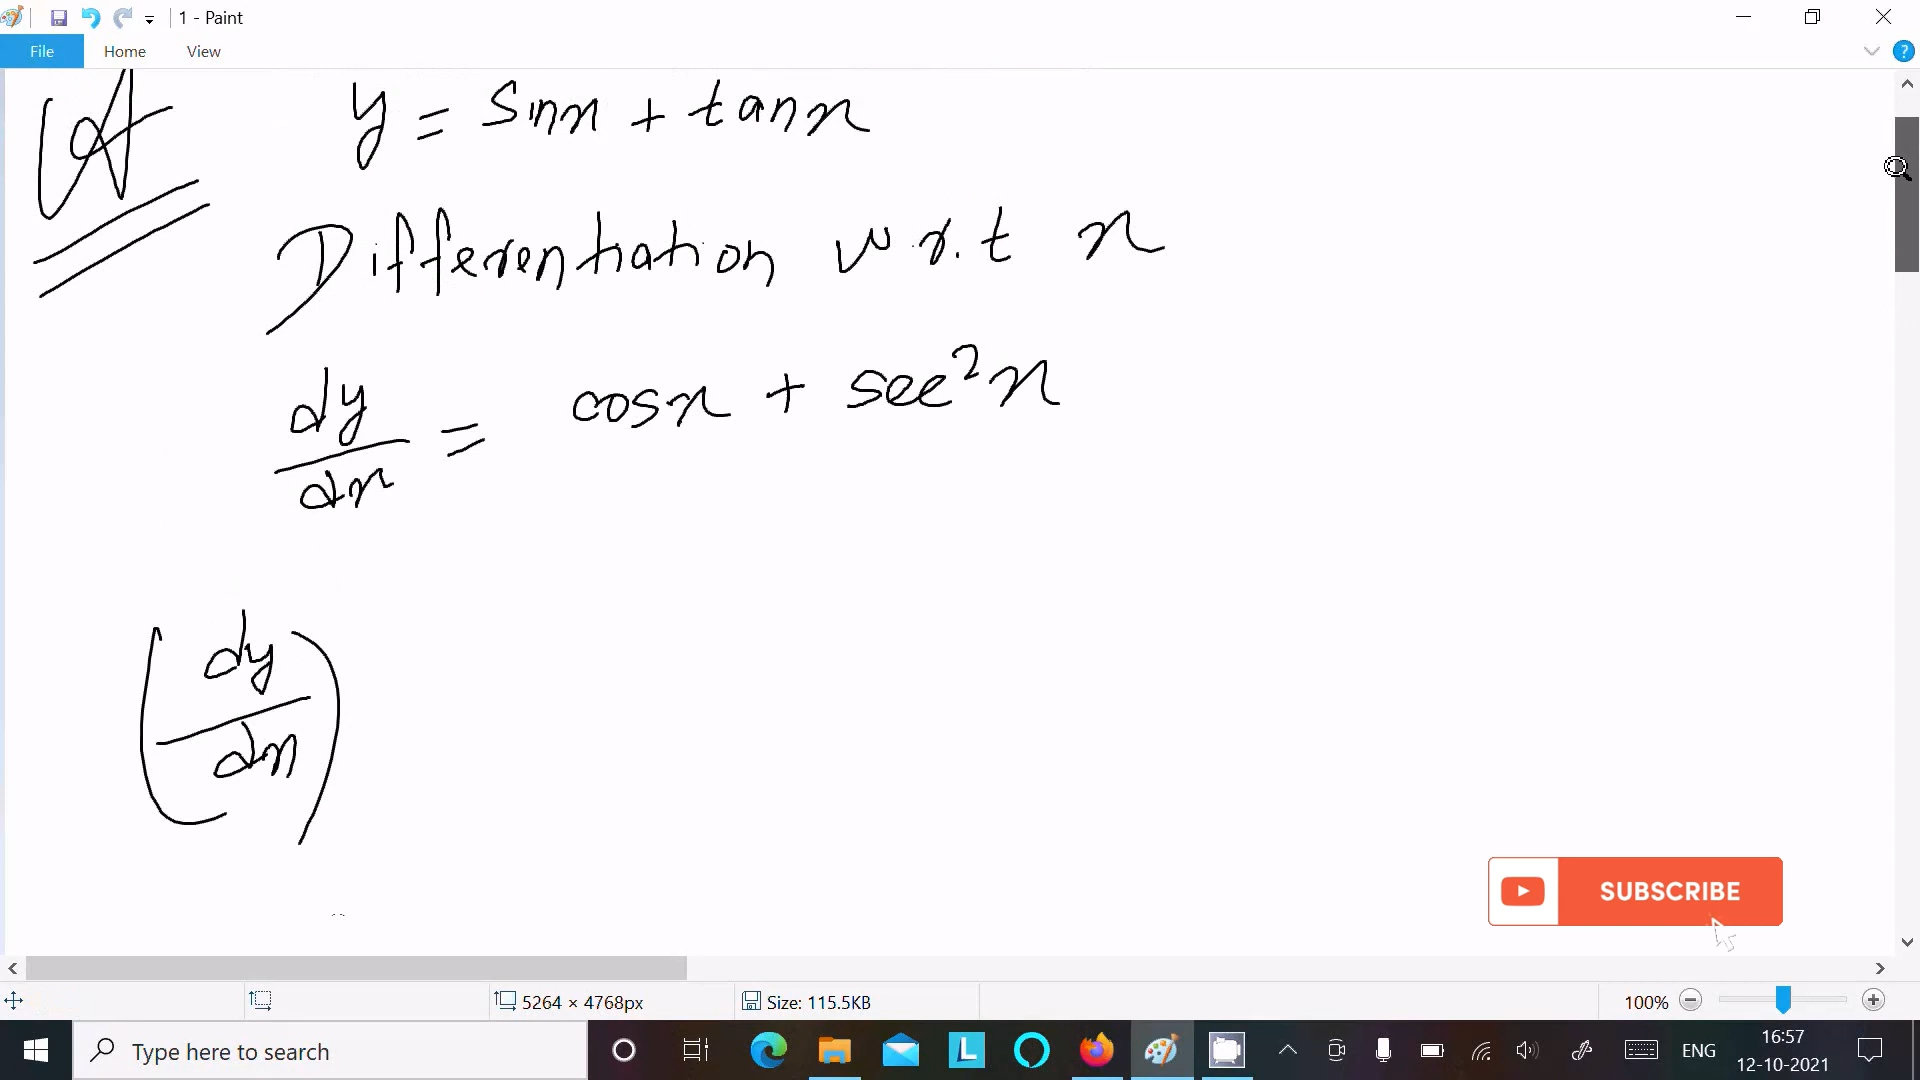 1 - Paint
File Home View
y = sinx + tanx
Differentiation w.r.t x
dy/dx = cosx + sec²x
(dy/dx)
SUBSCRIBE
5264 × 4768px Size: 115.5KB 100%
Type here to search
L
ENG
16:57
12-10-2021